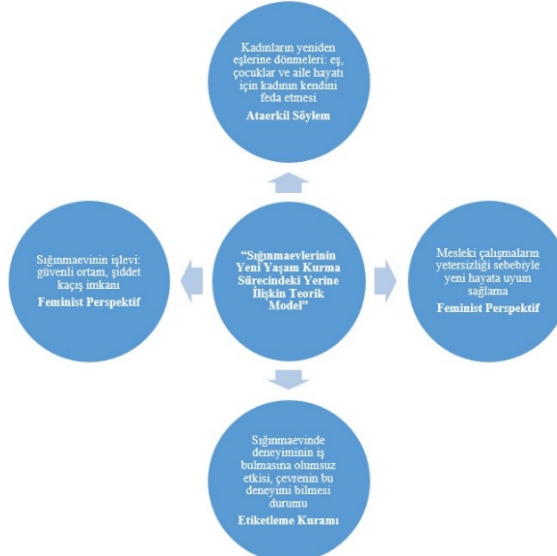 Kadınların yeniden
eşlerine dönmeleri: eş,
çocuklar ve aile hayatı
için kadının kendini
feda etmesi
Ataerkil Söylem
Sığınmaevinin işlevi:
güvenli ortam, şiddet
kaçış imkanı
Feminist Perspektif
“Sığınmaevlerinin
Yeni Yaşam Kurma
Sürecindeki Yerine
İlişkin Teorik
Model”
Mesleki çalışmaların
yetersizliği sebebiyle
yeni hayata uyum
sağlama
Feminist Perspektif
Sığınmaevinde
deneyiminin iş
bulmasına olumsuz
etkisi, çevrenin bu
deneyimi bilmesi
durumu
Etiketleme Kuramı